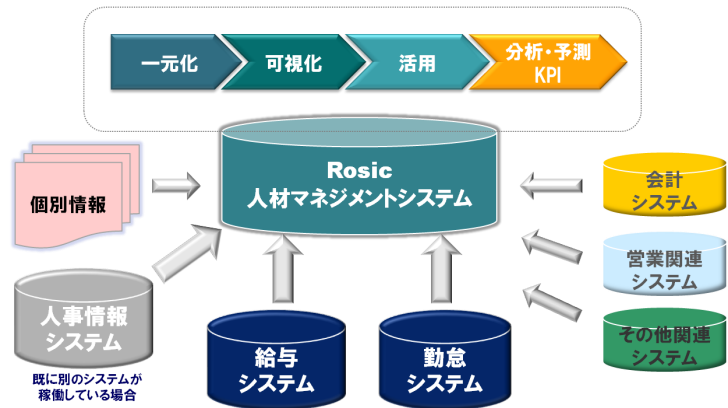 一元化
可視化
活用
分析・予測
KPI
Rosic
人材マネジメントシステム
個別情報
会計
システム
営業関連
システム
その他関連
システム
人事情報
システム
給与
システム
勤怠
システム
既に別のシステムが
稼働している場合